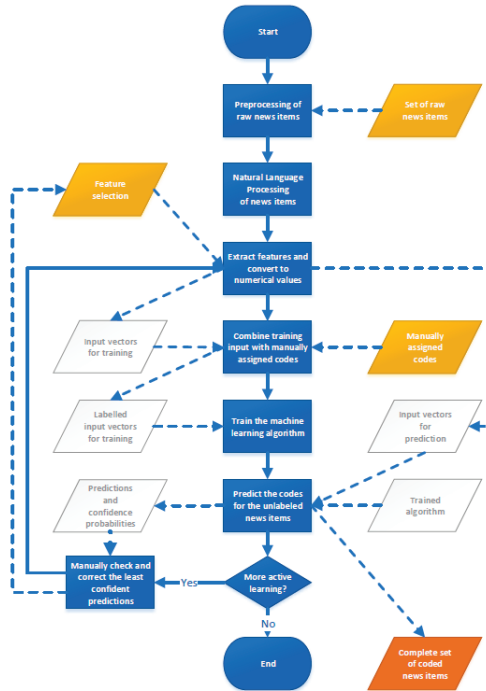 Start
Preprocessing of
raw news items
Set of raw
news items
Natural Language
Processing
of news items
Feature
selection
Extract features and
convert to
numerical values
Input vectors
for training
Combine training
input with manually
assigned codes
Manually
assigned
codes
Labelled
input vectors
for training
Train the machine
learning algorithm
Input vectors
for
prediction
Predictions
and
confidence
probabilities
Predict the codes
for the unlabeled
news items
Trained
algorithm
Manually check and
correct the least
confident
predictions
Yes
More active
learning?
No
End
Complete set
of coded
news items